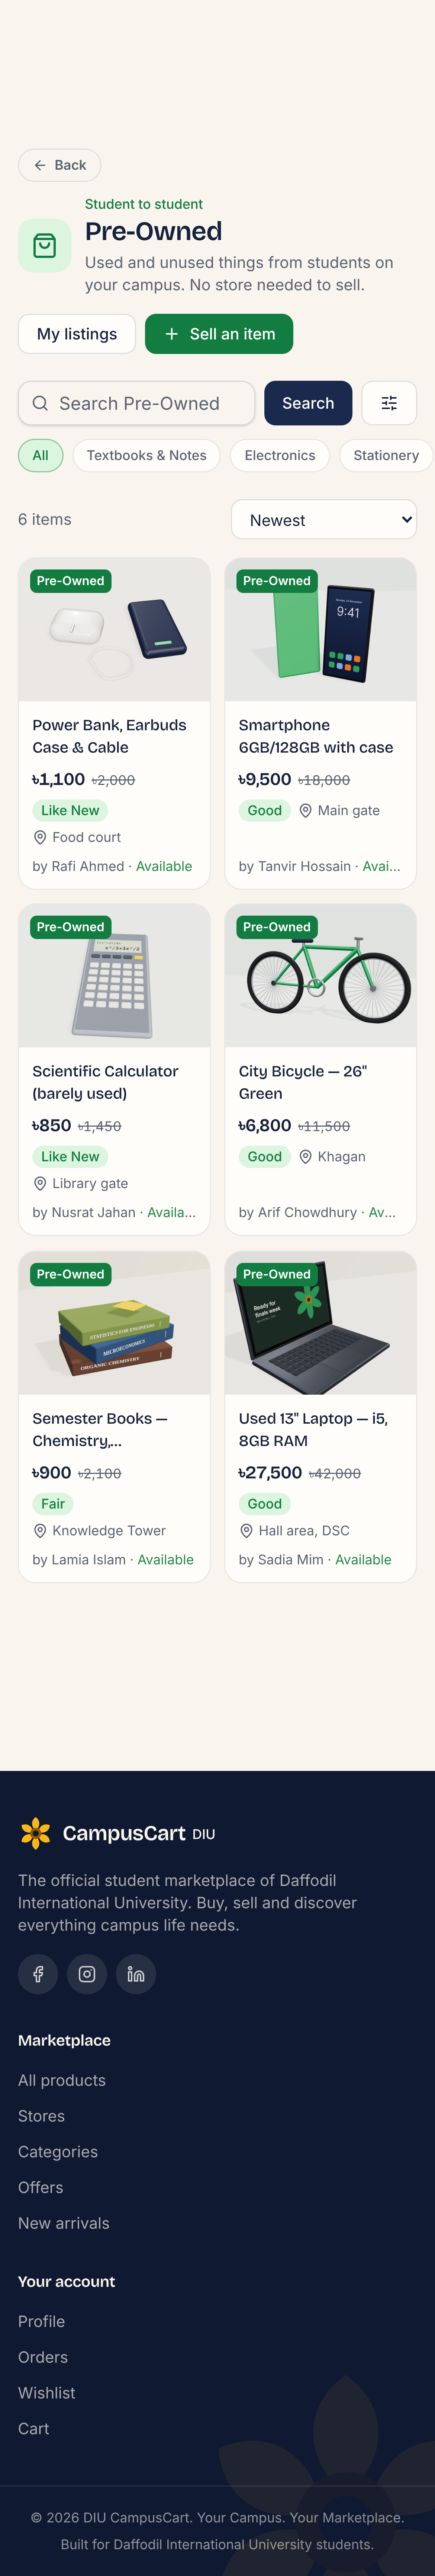 Back
Student to student
Pre-Owned
Used and unused things from students on
your campus. No store needed to sell.
My listings
Sell an item
Search Pre-Owned
Search
All
Textbooks & Notes
Electronics
Stationery
6 items
Newest
Pre-Owned
Power Bank, Earbuds
Case & Cable
৳1,100 ৳2,000
Like New
Food court
by Rafi Ahmed · Available
Pre-Owned
9:41
Smartphone
6GB/128GB with case
৳9,500 ৳18,000
Good
Main gate
by Tanvir Hossain · Avai...
Pre-Owned
Scientific Calculator
(barely used)
৳850 ৳1,450
Like New
Library gate
by Nusrat Jahan · Availa...
Pre-Owned
City Bicycle — 26"
Green
৳6,800 ৳11,500
Good
Khagan
by Arif Chowdhury · Av...
Pre-Owned
STATISTICS FOR ENGINEERS
MICROECONOMICS
ORGANIC CHEMISTRY
Semester Books —
Chemistry,...
৳900 ৳2,100
Fair
Knowledge Tower
by Lamia Islam · Available
Pre-Owned
Ready for
finals week
Used 13" Laptop — i5,
8GB RAM
৳27,500 ৳42,000
Good
Hall area, DSC
by Sadia Mim · Available
CampusCart DIU
The official student marketplace of Daffodil
International University. Buy, sell and discover
everything campus life needs.
Marketplace
All products
Stores
Categories
Offers
New arrivals
Your account
Profile
Orders
Wishlist
Cart
© 2026 DIU CampusCart. Your Campus. Your Marketplace.
Built for Daffodil International University students.